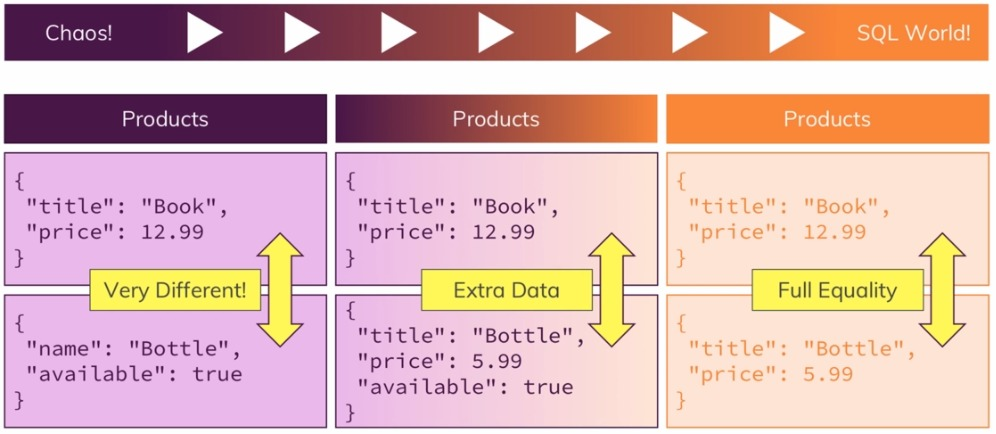 Chaos!
SQL World!
Products
{
"title": "Book",
"price": 12.99
}
Very Different!
{
"name": "Bottle",
"available": true
}
Products
{
"title": "Book",
"price": 12.99
}
Extra Data
{
"title": "Bottle",
"price": 5.99
"available": true
}
Products
{
"title": "Book",
"price": 12.99
}
Full Equality
{
"title": "Bottle",
"price": 5.99
}